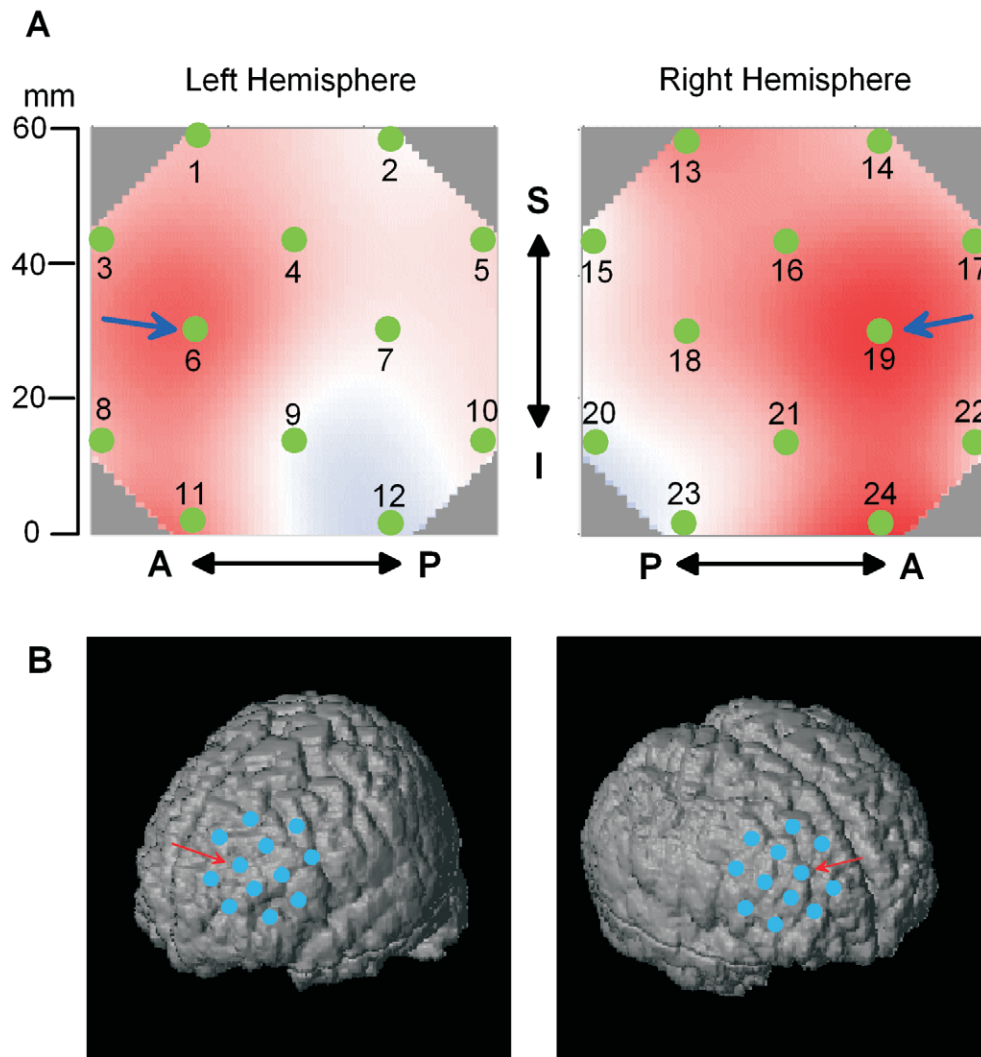 A
Left Hemisphere Right Hemisphere
mm
60
1 2 13 14
S
40
3 4 5 15 16 17
6 7 18 19
20
8 9 10 20 21 22
I
11 12 23 24
0
A P P A
B